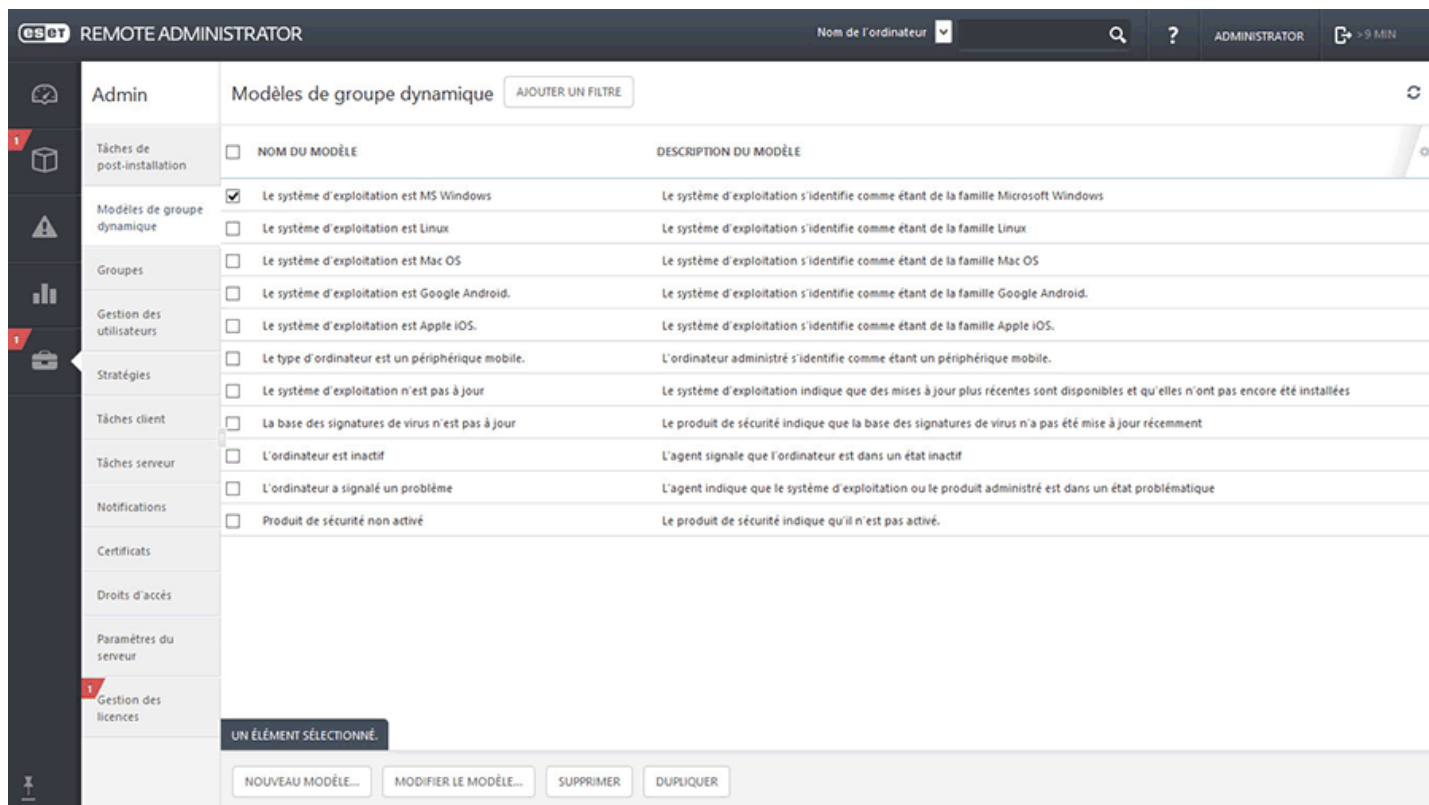 eset REMOTE ADMINISTRATOR
Nom de l'ordinateur
?
ADMINISTRATOR
>9 MIN
Admin
Modèles de groupe dynamique
AJOUTER UN FILTRE
1
Tâches de
post-installation
Modèles de groupe
dynamique
Groupes
Gestion des
utilisateurs
1
Stratégies
Tâches client
Tâches serveur
Notifications
Certificats
Droits d'accès
Paramètres du
serveur
1
Gestion des
licences
NOM DU MODÈLE
DESCRIPTION DU MODÈLE
Le système d'exploitation est MS Windows
Le système d'exploitation s'identifie comme étant de la famille Microsoft Windows
Le système d'exploitation est Linux
Le système d'exploitation s'identifie comme étant de la famille Linux
Le système d'exploitation est Mac OS
Le système d'exploitation s'identifie comme étant de la famille Mac OS
Le système d'exploitation est Google Android.
Le système d'exploitation s'identifie comme étant de la famille Google Android.
Le système d'exploitation est Apple iOS.
Le système d'exploitation s'identifie comme étant de la famille Apple iOS.
Le type d'ordinateur est un périphérique mobile.
L'ordinateur administré s'identifie comme étant un périphérique mobile.
Le système d'exploitation n'est pas à jour
Le système d'exploitation indique que des mises à jour plus récentes sont disponibles et qu'elles n'ont pas encore été installées
La base des signatures de virus n'est pas à jour
Le produit de sécurité indique que la base des signatures de virus n'a pas été mise à jour récemment
L'ordinateur est inactif
L'agent signale que l'ordinateur est dans un état inactif
L'ordinateur a signalé un problème
L'agent indique que le système d'exploitation ou le produit administré est dans un état problématique
Produit de sécurité non activé
Le produit de sécurité indique qu'il n'est pas activé.
UN ÉLÉMENT SÉLECTIONNÉ.
NOUVEAU MODÈLE...
MODIFIER LE MODÈLE...
SUPPRIMER
DUPLIQUER